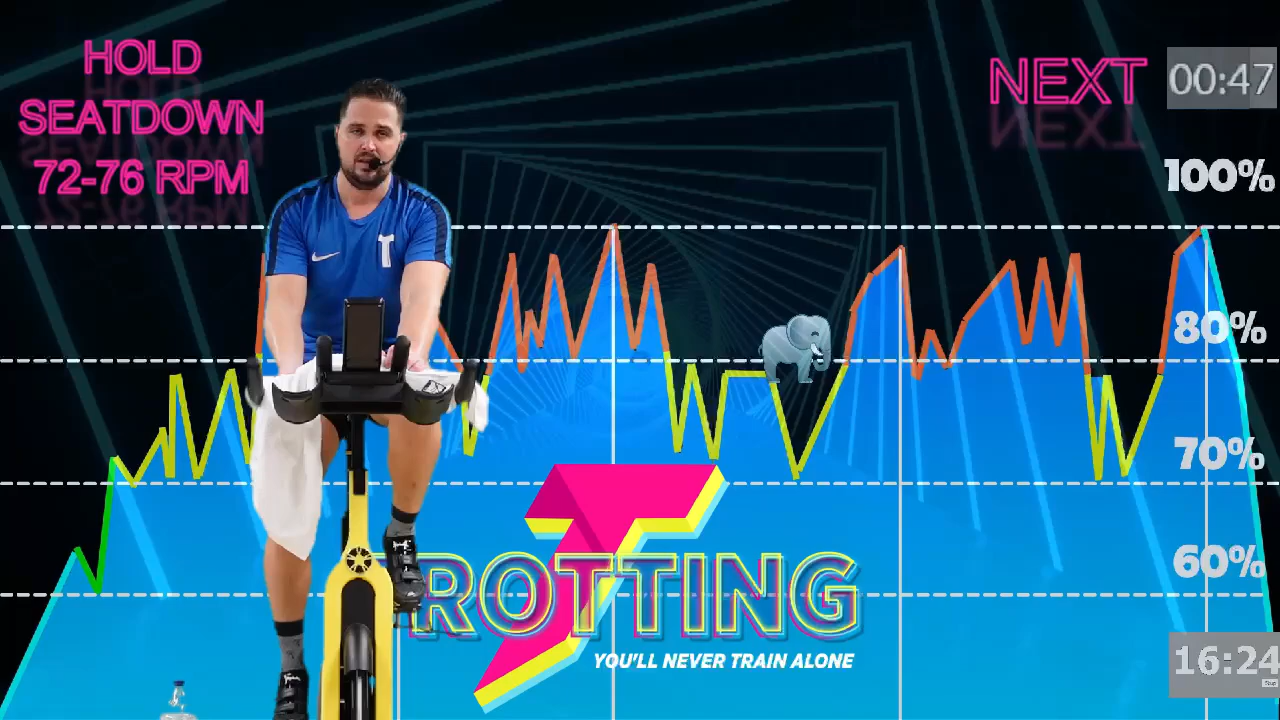 HOLD
SEATDOWN
72-76 RPM
NEXT
00:47
100%
80%
70%
60%
T
TROTTING
YOU'LL NEVER TRAIN ALONE
16:24